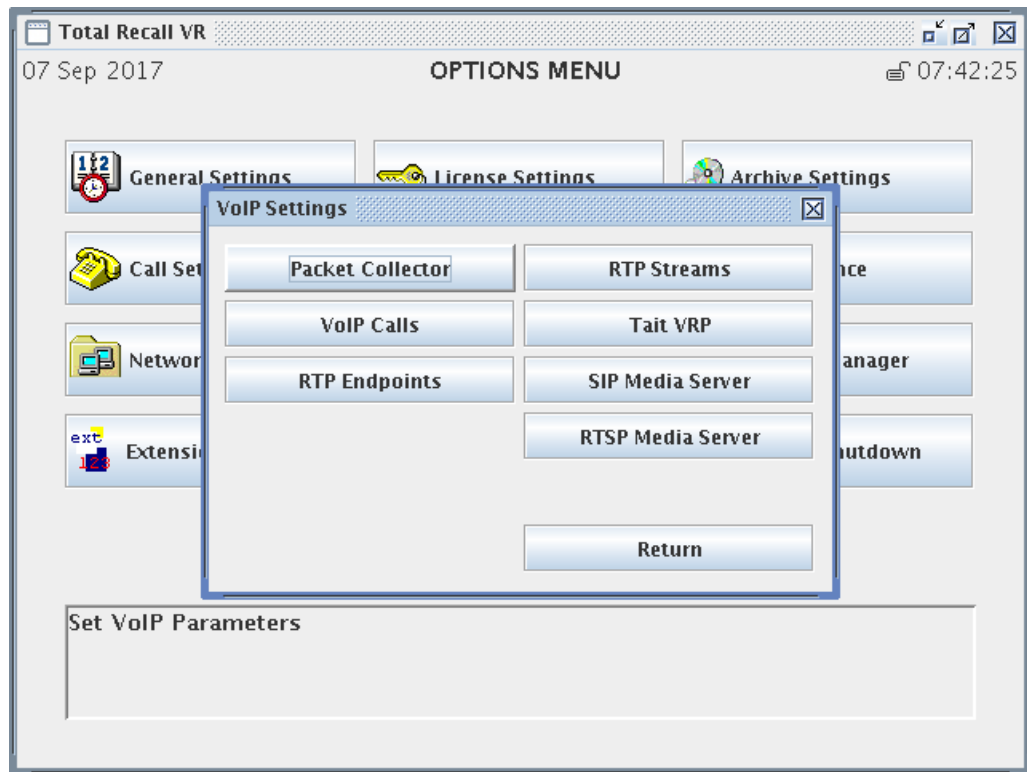 Total Recall VR
07 Sep 2017 OPTIONS MENU 07:42:25
General Settings License Settings Archive Settings
VoIP Settings
Call Set nce
Packet Collector RTP Streams
VoIP Calls Tait VRP
Networ anager
RTP Endpoints SIP Media Server
RTSP Media Server
ext
123 Extensi utdown
Return
Set VoIP Parameters